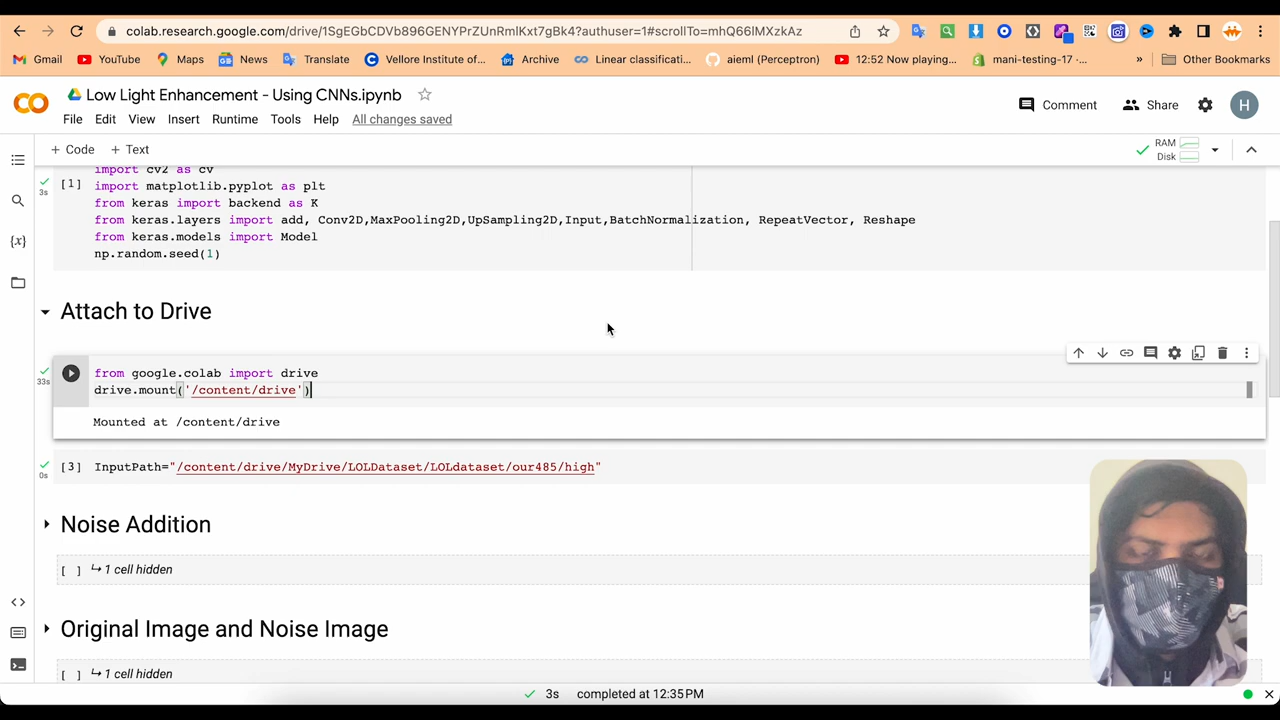 colab.research.google.com/drive/1SgEGbCDVb896GENYPrZUnRmlKxt7gBk4?authuser=1#scrollTo=mhQ66lMXzkAz
Gmail YouTube Maps News Translate Vellore Institute of... Archive Linear classificati... aieml (Perceptron) 12:52 Now playing... mani-testing-17 ·... » Other Bookmarks
Low Light Enhancement - Using CNNs.ipynb
Comment Share H
File Edit View Insert Runtime Tools Help All changes saved
+ Code + Text
RAM
Disk
import cv2 as cv
[1] import matplotlib.pyplot as plt
3s
from keras import backend as K
from keras.layers import add, Conv2D,MaxPooling2D,UpSampling2D,Input,BatchNormalization, RepeatVector, Reshape
from keras.models import Model
np.random.seed(1)
Attach to Drive
from google.colab import drive
33s
drive.mount('/content/drive')
Mounted at /content/drive
[3] InputPath="/content/drive/MyDrive/LOLDataset/LOLdataset/our485/high"
0s
Noise Addition
[ ] ↳ 1 cell hidden
Original Image and Noise Image
[ ] ↳ 1 cell hidden
3s completed at 12:35 PM